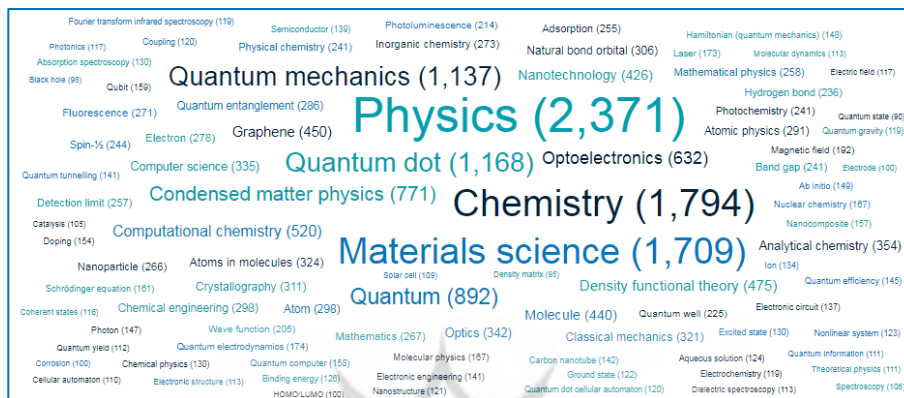 Fourier transform infrared spectroscopy (119)
Semiconductor (139)
Photoluminescence (214)
Adsorption (255)
Hamiltonian (quantum mechanics) (148)
Photonics (117)
Coupling (120)
Physical chemistry (241)
Inorganic chemistry (273)
Natural bond orbital (306)
Laser (173)
Molecular dynamics (113)
Absorption spectroscopy (130)
Quantum mechanics (1,137)
Nanotechnology (426)
Mathematical physics (258)
Electric field (117)
Black hole (98)
Qubit (159)
Hydrogen bond (236)
Fluorescence (271)
Quantum entanglement (286)
Physics (2,371)
Photochemistry (241)
Quantum state (90)
Electron (278)
Graphene (450)
Atomic physics (291)
Quantum gravity (119)
Spin-½ (244)
Magnetic field (192)
Computer science (335)
Quantum dot (1,168)
Optoelectronics (632)
Band gap (241)
Electrode (100)
Quantum tunnelling (141)
Ab initio (149)
Detection limit (257)
Condensed matter physics (771)
Chemistry (1,794)
Nuclear chemistry (167)
Catalysis (105)
Nanocomposite (157)
Doping (154)
Computational chemistry (520)
Materials science (1,709)
Analytical chemistry (354)
Nanoparticle (266)
Atoms in molecules (324)
Ion (134)
Solar cell (109)
Density matrix (95)
Schrödinger equation (161)
Crystallography (311)
Quantum (892)
Density functional theory (475)
Quantum efficiency (145)
Coherent states (116)
Chemical engineering (298)
Atom (298)
Molecule (440)
Quantum well (225)
Electronic circuit (137)
Photon (147)
Wave function (205)
Mathematics (267)
Optics (342)
Classical mechanics (321)
Excited state (130)
Nonlinear system (123)
Quantum yield (112)
Quantum electrodynamics (174)
Corrosion (100)
Chemical physics (130)
Quantum computer (158)
Molecular physics (167)
Carbon nanotube (142)
Aqueous solution (124)
Quantum information (111)
Cellular automaton (110)
Electronic structure (113)
Binding energy (126)
Electronic engineering (141)
Ground state (122)
Electrochemistry (119)
Theoretical physics (111)
HOMO/LUMO (100)
Nanostructure (121)
Quantum dot cellular automaton (120)
Dielectric spectroscopy (113)
Spectroscopy (106)